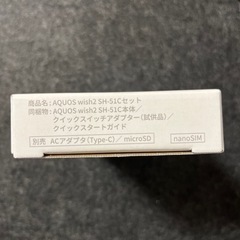 商品名：AQUOS wish2 SH-51Cセット
同梱物：AQUOS wish2 SH-51C本体/
クイックスイッチアダプター（試供品）/
クイックスタートガイド
別売 ACアダプタ(Type-C)／microSD nanoSIM